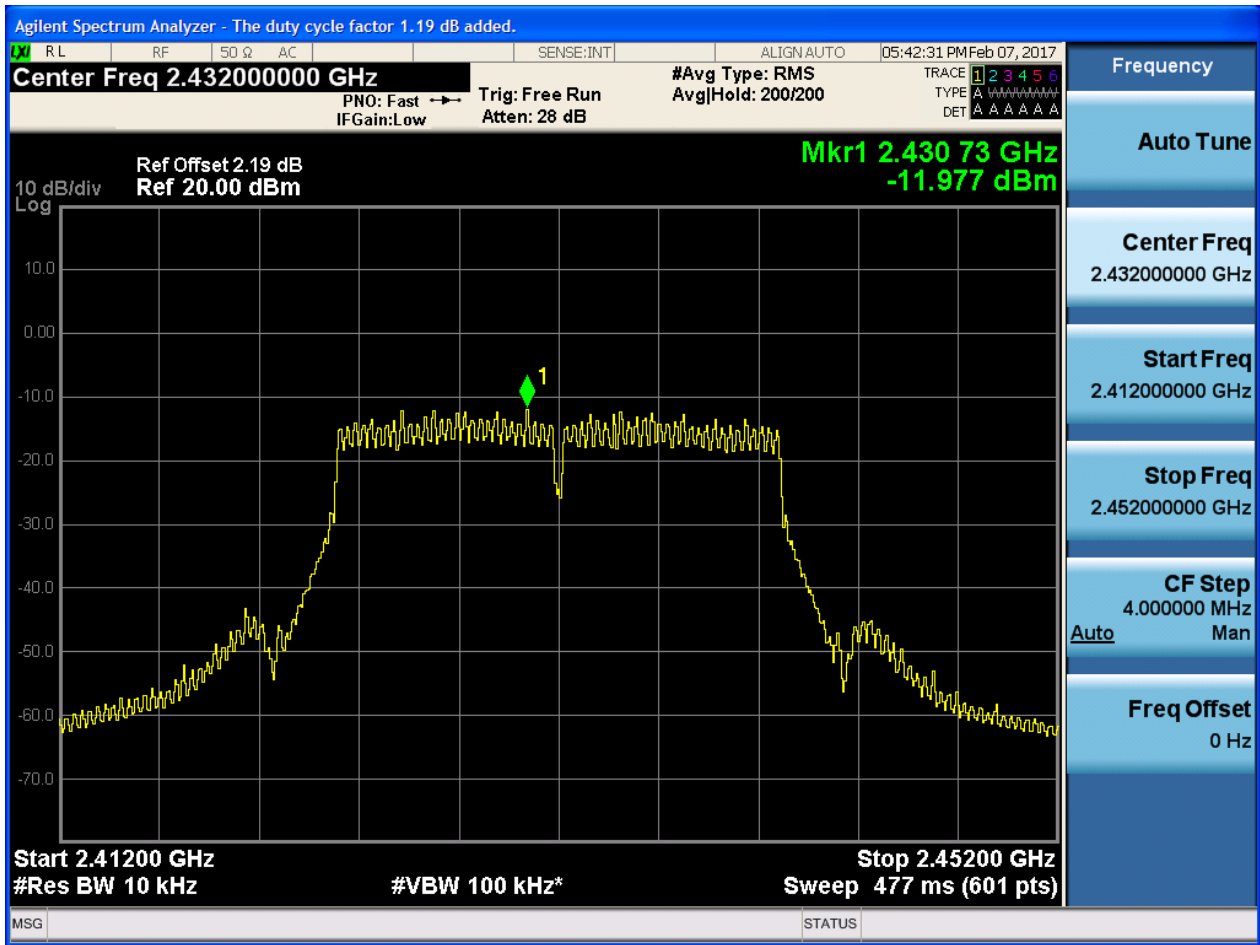 Agilent Spectrum Analyzer - The duty cycle factor 1.19 dB added.
LXI RL RF 50 Ω AC SENSE:INT ALIGN AUTO 05:42:31 PM Feb 07, 2017
Center Freq 2.432000000 GHz
PNO: Fast
IFGain:Low
Trig: Free Run
Atten: 28 dB
#Avg Type: RMS
Avg|Hold: 200/200
TRACE 1 2 3 4 5 6
TYPE A WWWWW
DET A A A A A A
Frequency
Mkr1 2.430 73 GHz
-11.977 dBm
Ref Offset 2.19 dB
10 dB/div Ref 20.00 dBm
Log
10.0
0.00
-10.0
-20.0
-30.0
-40.0
-50.0
-60.0
-70.0
1
Start 2.41200 GHz Stop 2.45200 GHz
#Res BW 10 kHz #VBW 100 kHz* Sweep 477 ms (601 pts)
Auto Tune
Center Freq
2.432000000 GHz
Start Freq
2.412000000 GHz
Stop Freq
2.452000000 GHz
CF Step
4.000000 MHz
Auto Man
Freq Offset
0 Hz
MSG STATUS